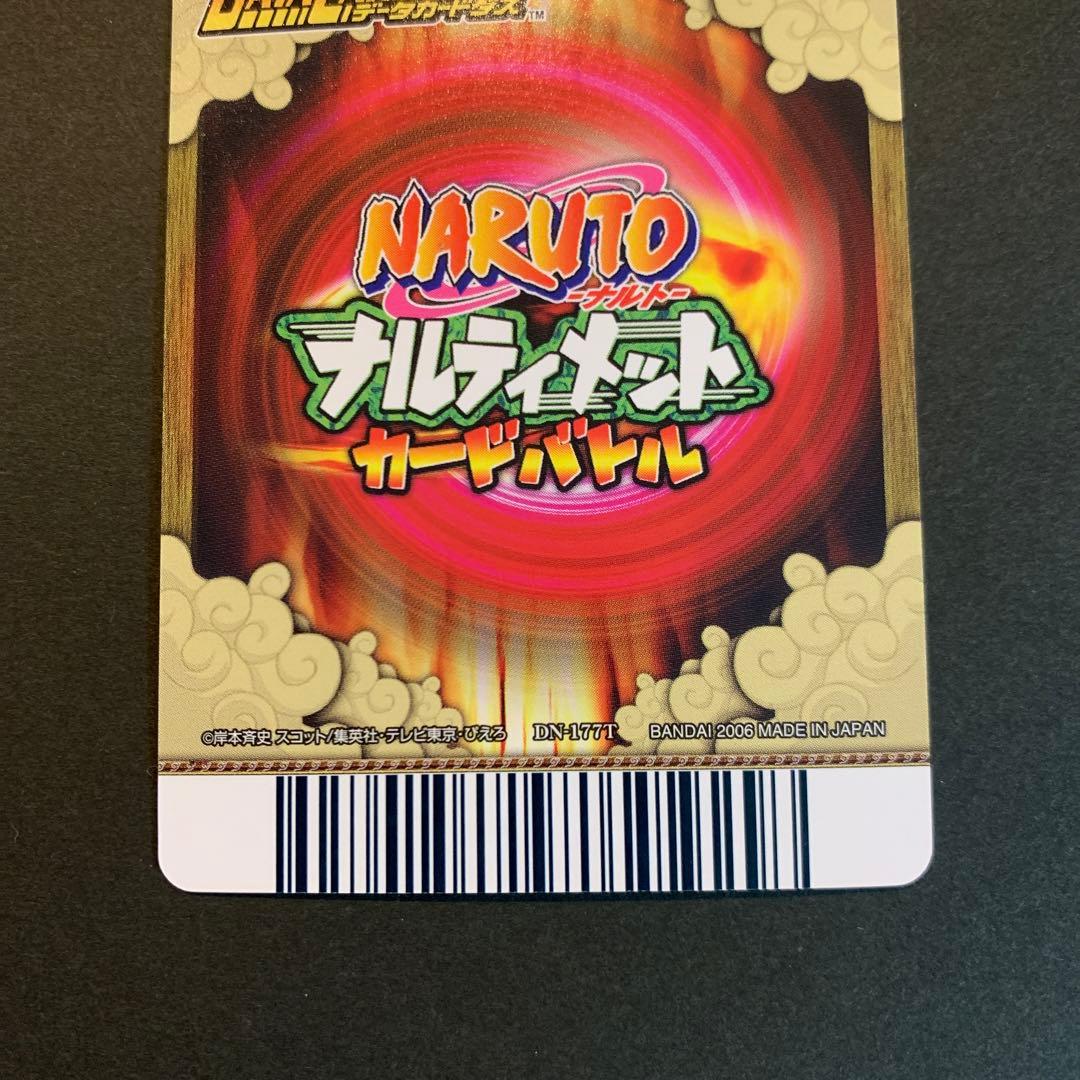 データカードダス TM
NARUTO
-ナルト-
ナルティメット
カードバトル
©岸本斉史 スコット/集英社・テレビ東京・ぴえろ DN-177T BANDAI 2006 MADE IN JAPAN